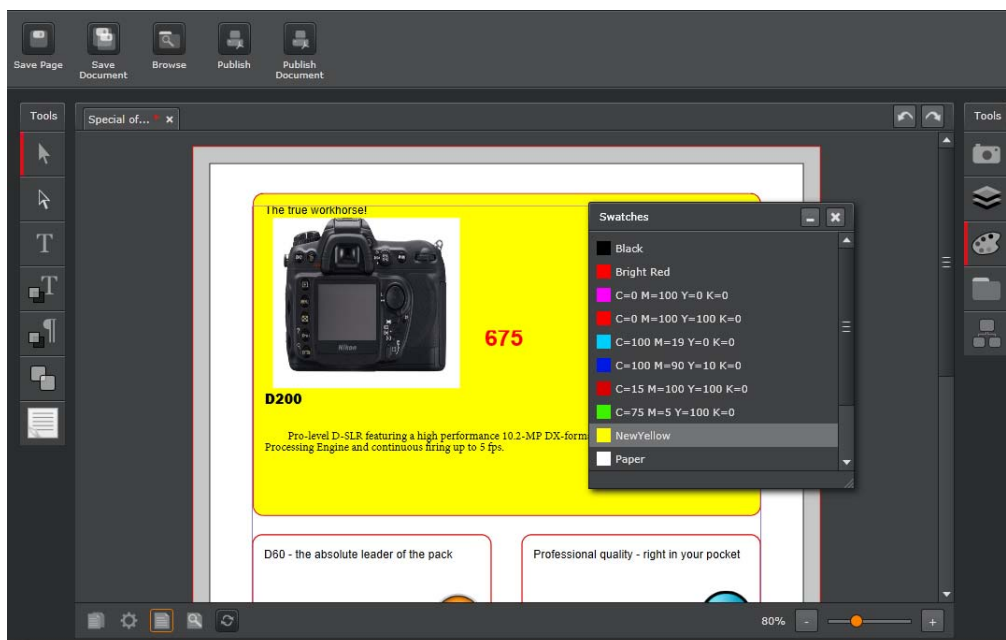 Save Page
Save Document
Browse
Publish
Publish Document
Tools
Special of... * ×
Tools
The true workhorse!
Nikon
675
D200
Pro-level D-SLR featuring a high performance 10.2-MP DX-form
Processing Engine and continuous firing up to 5 fps.
Swatches
Black
Bright Red
C=0 M=100 Y=0 K=0
C=0 M=100 Y=100 K=0
C=100 M=19 Y=0 K=0
C=100 M=90 Y=10 K=0
C=15 M=100 Y=100 K=0
C=75 M=5 Y=100 K=0
NewYellow
Paper
D60 - the absolute leader of the pack
Professional quality - right in your pocket
80%